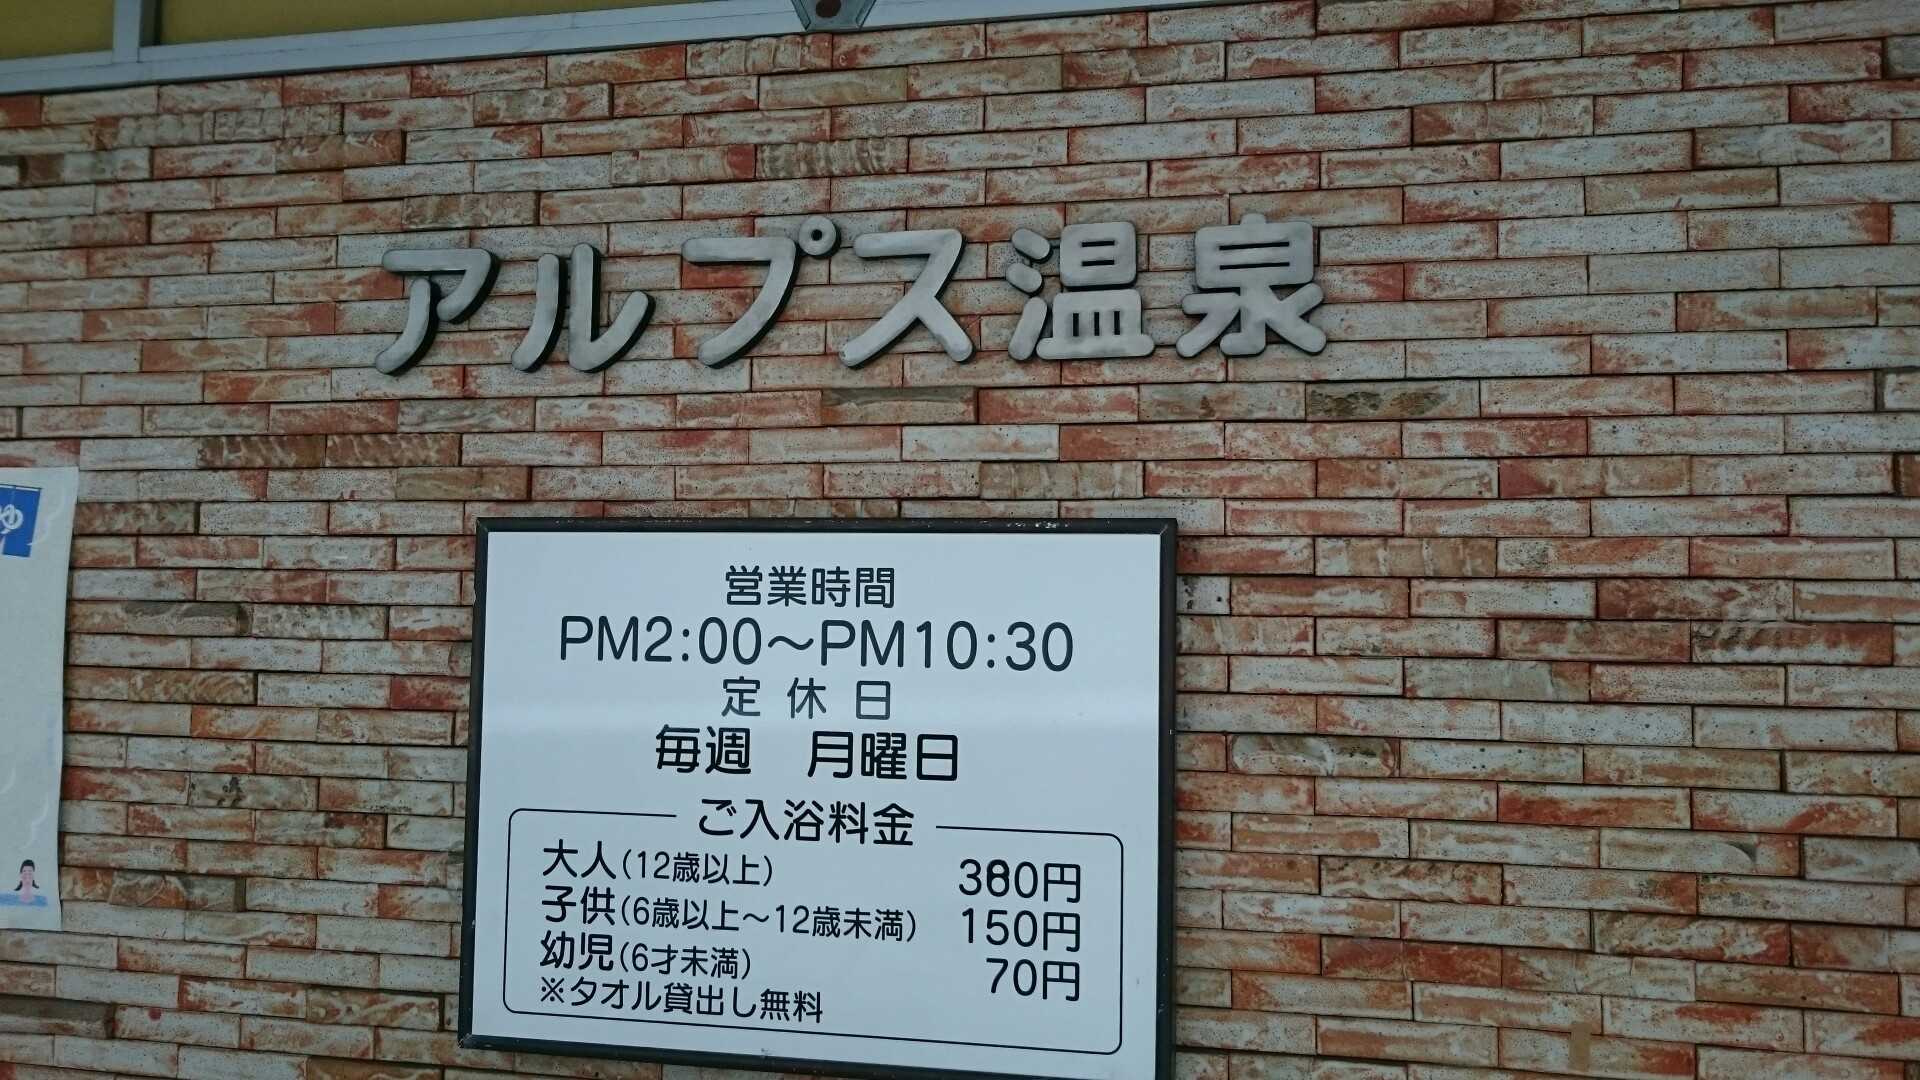 アルプス温泉
ゆ
営業時間
PM2:00～PM10:30
定休日
毎週　月曜日
ご入浴料金
大人(12歳以上)　380円
子供(6歳以上～12歳未満)　150円
幼児(6才未満)　70円
※タオル貸出し無料